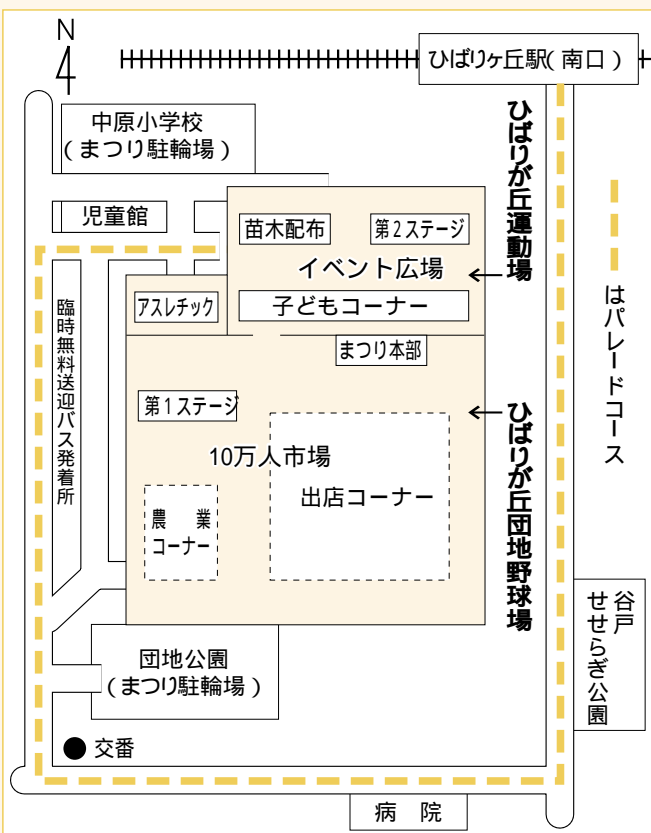 N
ひばりヶ丘駅(南口)
中原小学校
(まつり駐輪場)
児童館
苗木配布
第2ステージ
イベント広場
ひばりが丘運動場
アスレチック
子どもコーナー
まつり本部
はパレードコース
臨時無料送迎バス発着所
第1ステージ
10万人市場
出店コーナー
ひばりが丘団地野球場
農 業
コーナー
谷戸
せせらぎ公園
団地公園
(まつり駐輪場)
交番
病 院